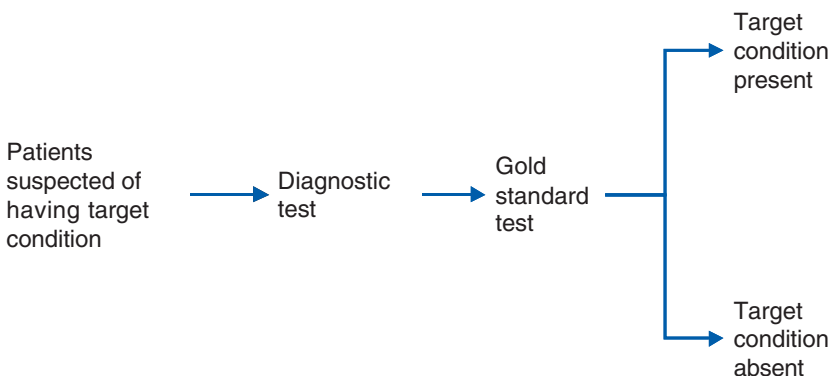 Patients
suspected of
having target
condition
Diagnostic
test
Gold
standard
test
Target
condition
present
Target
condition
absent